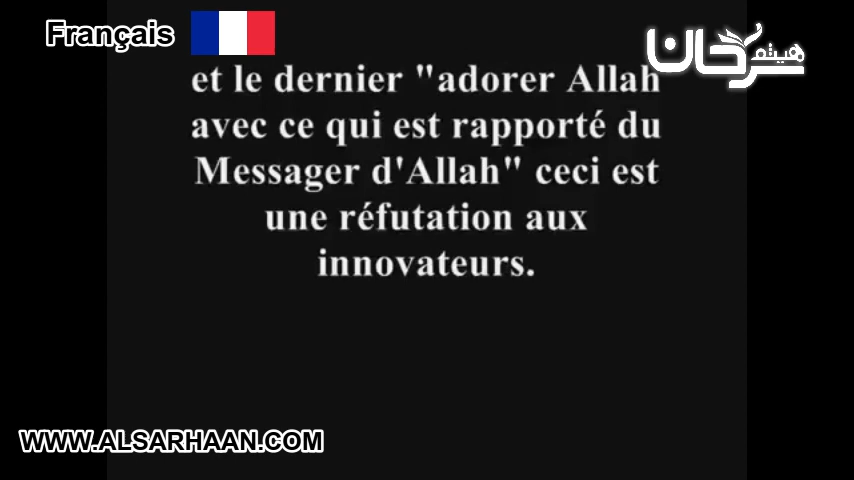 Français
هيثم
سرحان
et le dernier "adorer Allah
avec ce qui est rapporté du
Messager d'Allah" ceci est
une réfutation aux
innovateurs.
WWW.ALSARHAAN.COM